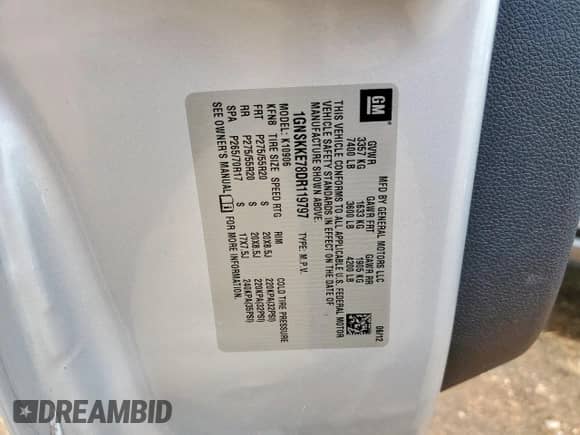 GM
MFD BY GENERAL MOTORS LLC
06/12
GVWR GAWR FRT GAWR RR
3357 KG 1633 KG 1905 KG
7400 LB 3600 LB 4200 LB
THIS VEHICLE CONFORMS TO ALL APPLICABLE U.S. FEDERAL MOTOR
VEHICLE SAFETY STANDARDS IN EFFECT ON THE DATE OF
MANUFACTURE SHOWN ABOVE.
1GNSKKE78DR119797 TYPE: M.P.V.
MODEL: K10906
KFNB TIRE SIZE SPEED RTG RIM COLD TIRE PRESSURE
FRT P275/55R20 S 20X8.5J 220KPA(32PSI)
RR P275/55R20 S 20X8.5J 220KPA(32PSI)
SPA P265/70R17 S 17X7.5J 240KPA(35PSI)
SEE OWNER'S MANUAL FOR MORE INFORMATION.
DREAMBID